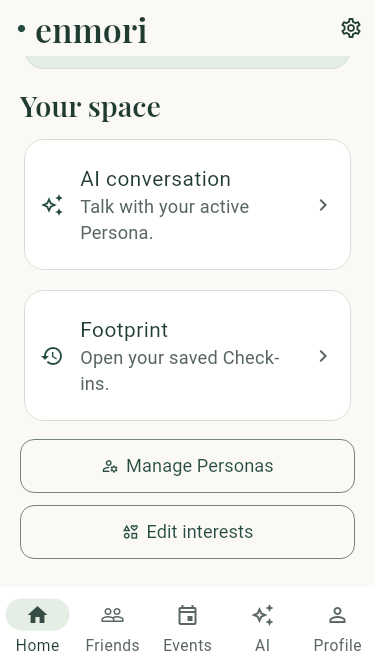 enmori
Your space
AI conversation
Talk with your active
Persona.
Footprint
Open your saved Check-
ins.
Manage Personas
Edit interests
Home
Friends
Events
AI
Profile